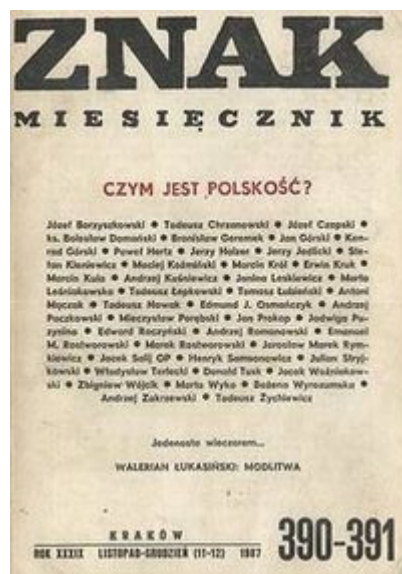 ZNAK
MIESIĘCZNIK
CZYM JEST POLSKOŚĆ?
Józef Borzyszkowski ● Tadeusz Chrzanowski ● Józef Czapski ●
ks. Bolesław Domański ● Bronisław Geremek ● Jan Górski ● Kon-
rad Górski ● Paweł Hertz ● Jerzy Holzer ● Jerzy Jedlicki ● Ste-
fan Kieniewicz ● Maciej Koźmiński ● Marcin Król ● Erwin Kruk ●
Marcin Kula ● Andrzej Kuśniewicz ● Janina Leskiewicz ● Marta
Leśniakowska ● Tadeusz Łepkowski ● Tomasz Łubieński ● Antoni
Mączak ● Tadeusz Nowak ● Edmund J. Osmańczyk ● Andrzej
Paczkowski ● Mieczysław Porębski ● Jan Prokop ● Jadwiga Pu-
zynina ● Edward Raczyński ● Andrzej Romanowski ● Emanuel
M. Rostworowski ● Marek Rostworowski ● Jarosław Marek Rym-
kiewicz ● Jacek Salij OP ● Henryk Samsonowicz ● Julian Stryj-
kowski ● Władysław Terlecki ● Donald Tusk ● Jacek Woźniakow-
ski ● Zbigniew Wójcik ● Marta Wyka ● Bożena Wyrozumska ●
Andrzej Zakrzewski ● Tadeusz Żychiewicz
Jedenasta wieczorem...
WALERIAN ŁUKASIŃSKI: MODLITWA
KRAKÓW
ROK XXXIX LISTOPAD-GRUDZIEŃ (11-12) 1987
390-391